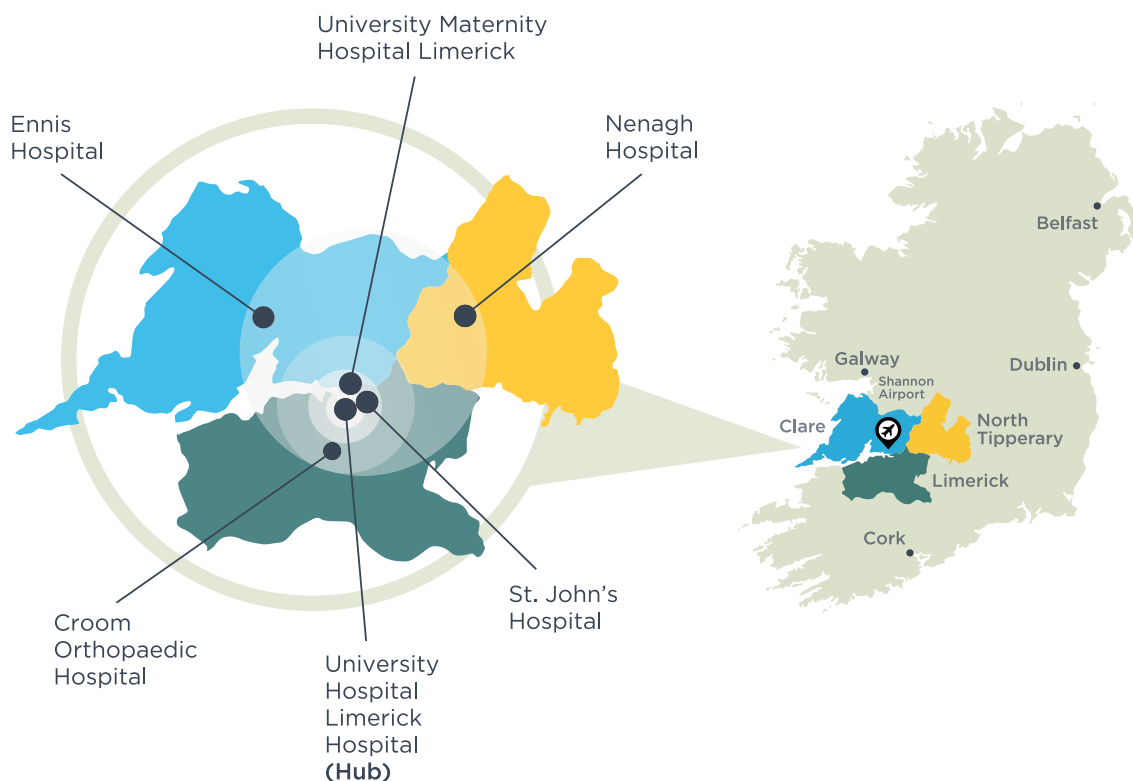 University Maternity
Hospital Limerick
Ennis
Hospital
Nenagh
Hospital
Croom
Orthopaedic
Hospital
University
Hospital
Limerick
Hospital
(Hub)
St. John’s
Hospital
Belfast
Dublin
Galway
Shannon
Airport
Clare
North
Tipperary
Limerick
Cork